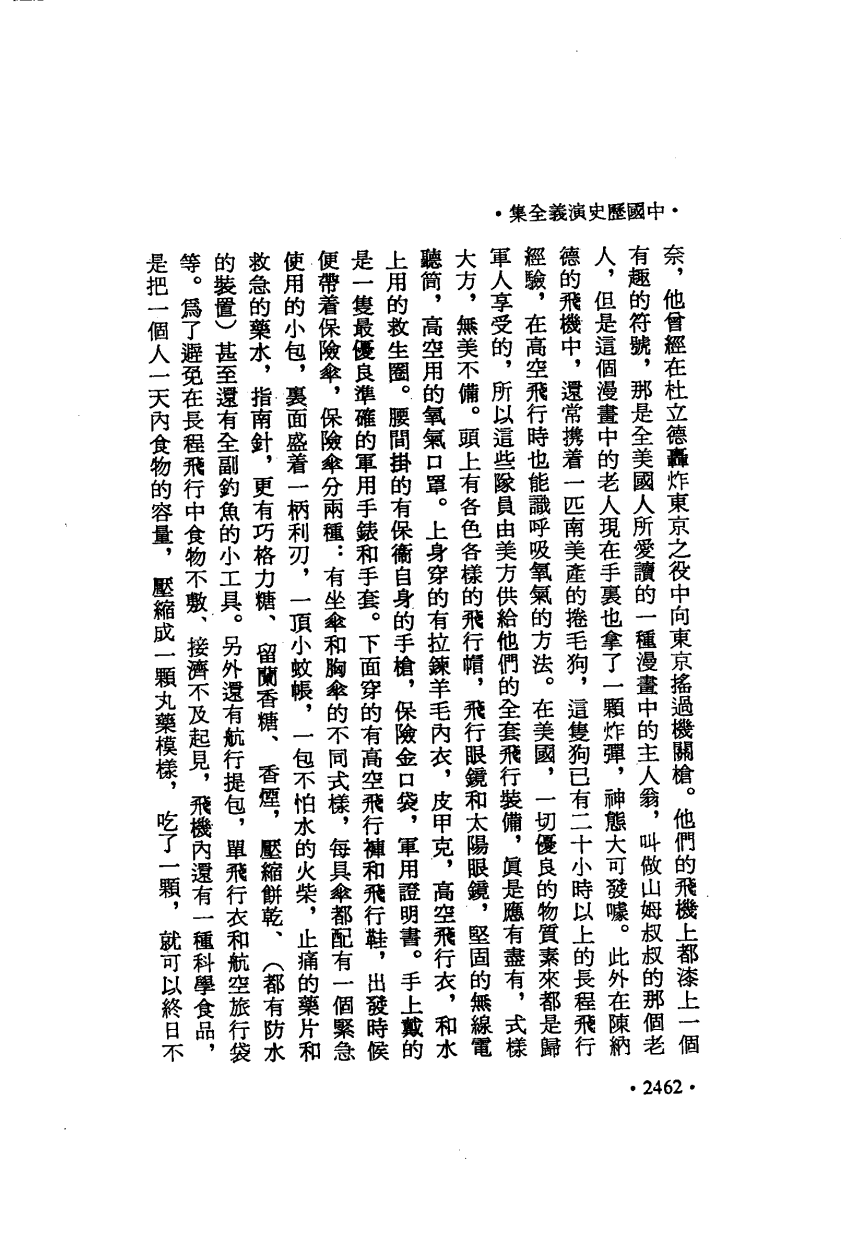 •中國歷史演義全集•
奈，他曾經在杜立德轟炸東京之役中向東京搖過機關槍。他們的飛機上都漆上一個
有趣的符號，那是全美國人所愛讀的一種漫畫中的主人翁，叫做山姆叔叔的那個老
人，但是這個漫畫中的老人現在手裏也拿了一顆炸彈，神態大可發噱。此外在陳納
德的飛機中，還常携着一匹南美產的捲毛狗，這隻狗已有二十小時以上的長程飛行
經驗，在高空飛行時也能識呼吸氧氣的方法。在美國，一切優良的物質素來都是歸
軍人享受的，所以這些隊員由美方供給他們的全套飛行裝備，眞是應有盡有，式樣
大方，無美不備。頭上有各色各樣的飛行帽，飛行眼鏡和太陽眼鏡，堅固的無線電
聽筒，高空用的氧氣口罩。上身穿的有拉鍊羊毛內衣，皮甲克，高空飛行衣，和水
上用的救生圈。腰間掛的有保衞自身的手槍，保險金口袋，軍用證明書。手上戴的
是一隻最優良準確的軍用手錶和手套。下面穿的有高空飛行褲和飛行鞋，出發時候
便帶着保險傘，保險傘分兩種：有坐傘和胸傘的不同式樣，每具傘都配有一個緊急
使用的小包，裏面盛着一柄利刃，一頂小蚊帳，一包不怕水的火柴，止痛的藥片和
救急的藥水，指南針，更有巧格力糖、留蘭香糖、香煙，壓縮餅乾、（都有防水
的裝置）甚至還有全副釣魚的小工具。另外還有航行提包，單飛行衣和航空旅行袋
等。爲了避免在長程飛行中食物不敷、接濟不及起見，飛機內還有一種科學食品，
是把一個人一天內食物的容量，壓縮成一顆丸藥模樣，吃了一顆，就可以終日不
•2462•